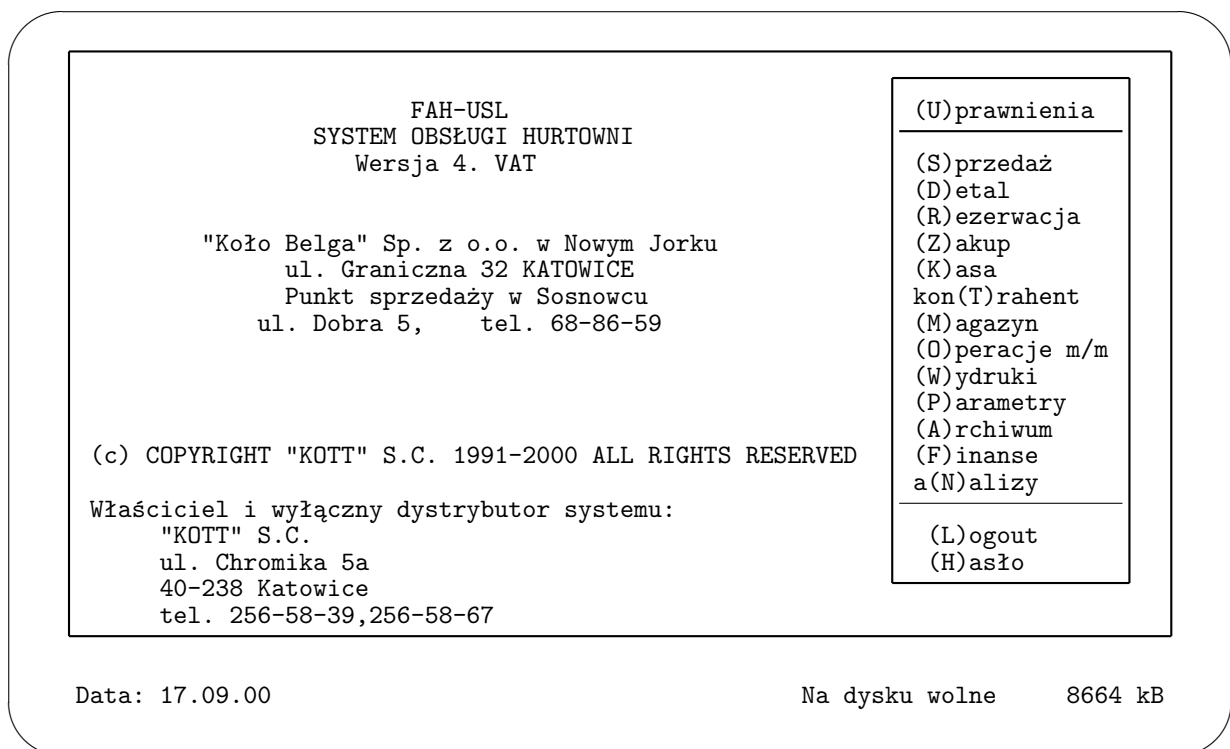 FAH-USL
SYSTEM OBSŁUGI HURTOWNI
Wersja 4. VAT
"Koło Belga" Sp. z o.o. w Nowym Jorku
ul. Graniczna 32 KATOWICE
Punkt sprzedaży w Sosnowcu
ul. Dobra 5,    tel. 68-86-59
(c) COPYRIGHT "KOTT" S.C. 1991-2000 ALL RIGHTS RESERVED
Właściciel i wyłączny dystrybutor systemu:
"KOTT" S.C.
ul. Chromika 5a
40-238 Katowice
tel. 256-58-39,256-58-67
(U)prawnienia
(S)przedaż
(D)etal
(R)ezerwacja
(Z)akup
(K)asa
kon(T)rahent
(M)agazyn
(O)peracje m/m
(W)ydruki
(P)arametry
(A)rchiwum
(F)inanse
a(N)alizy
(L)ogout
(H)asło
Data: 17.09.00    Na dysku wolne    8664 kB